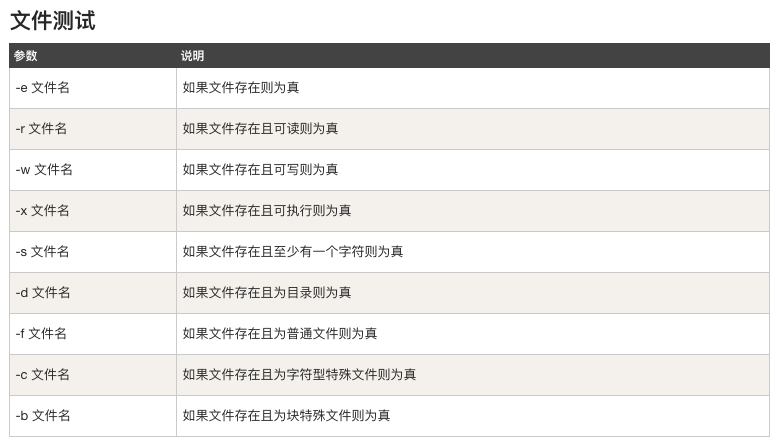 文件测试
参数 说明
-e 文件名 如果文件存在则为真
-r 文件名 如果文件存在且可读则为真
-w 文件名 如果文件存在且可写则为真
-x 文件名 如果文件存在且可执行则为真
-s 文件名 如果文件存在且至少有一个字符则为真
-d 文件名 如果文件存在且为目录则为真
-f 文件名 如果文件存在且为普通文件则为真
-c 文件名 如果文件存在且为字符型特殊文件则为真
-b 文件名 如果文件存在且为块特殊文件则为真